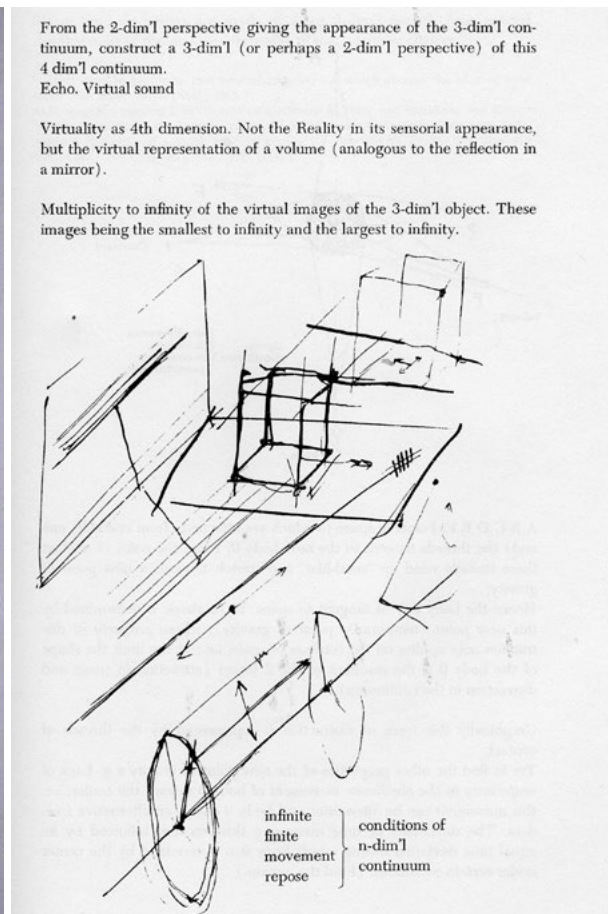 From the 2-dim'l perspective giving the appearance of the 3-dim'l con-
tinuum, construct a 3-dim'l (or perhaps a 2-dim'l perspective) of this
4 dim'l continuum.
Echo. Virtual sound
Virtuality as 4th dimension. Not the Reality in its sensorial appearance,
but the virtual representation of a volume (analogous to the reflection in
a mirror).
Multiplicity to infinity of the virtual images of the 3-dim'l object. These
images being the smallest to infinity and the largest to infinity.
infinite
finite
movement
repose
conditions of
n-dim'l
continuum